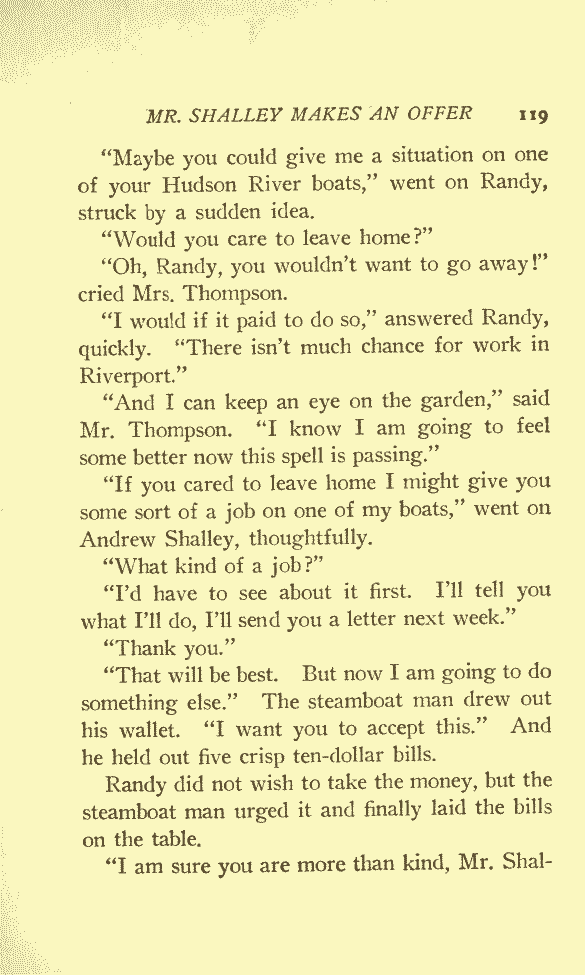 MR. SHALLEY MAKES AN OFFER 119
“Maybe you could give me a situation on one
of your Hudson River boats,” went on Randy,
struck by a sudden idea.
“Would you care to leave home?”
“Oh, Randy, you wouldn’t want to go away!”
cried Mrs. Thompson.
“I would if it paid to do so,” answered Randy,
quickly. “There isn’t much chance for work in
Riverport.”
“And I can keep an eye on the garden,” said
Mr. Thompson. “I know I am going to feel
some better now this spell is passing.”
“If you cared to leave home I might give you
some sort of a job on one of my boats,” went on
Andrew Shalley, thoughtfully.
“What kind of a job?”
“I’d have to see about it first. I’ll tell you
what I’ll do, I’ll send you a letter next week.”
“Thank you.”
“That will be best. But now I am going to do
something else.” The steamboat man drew out
his wallet. “I want you to accept this.” And
he held out five crisp ten-dollar bills.
Randy did not wish to take the money, but the
steamboat man urged it and finally laid the bills
on the table.
“I am sure you are more than kind, Mr. Shal-